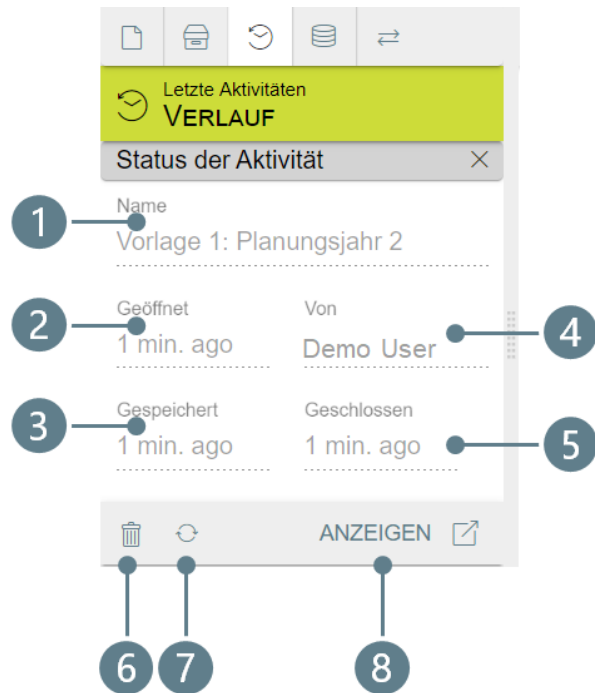 Letzte Aktivitäten
VERLAUF
Status der Aktivität
1
Name
Vorlage 1: Planungsjahr 2
2
Geöffnet
1 min. ago
Von
Demo User
4
3
Gespeichert
1 min. ago
Geschlossen
1 min. ago
5
ANZEIGEN
6
7
8